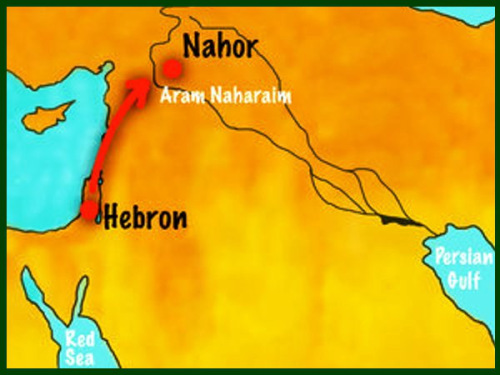 Nahor
Aram Naharaim
Hebron
Persian
Gulf
Red
Sea